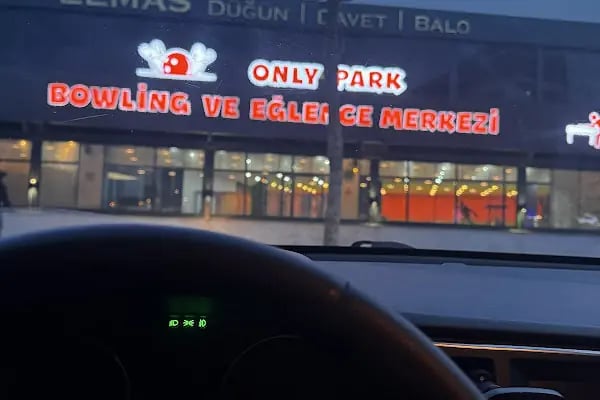 ELMAS DÜĞÜN | DAVET | BALO
ONLY PARK
BOWLİNG VE EĞLENCE MERKEZİ